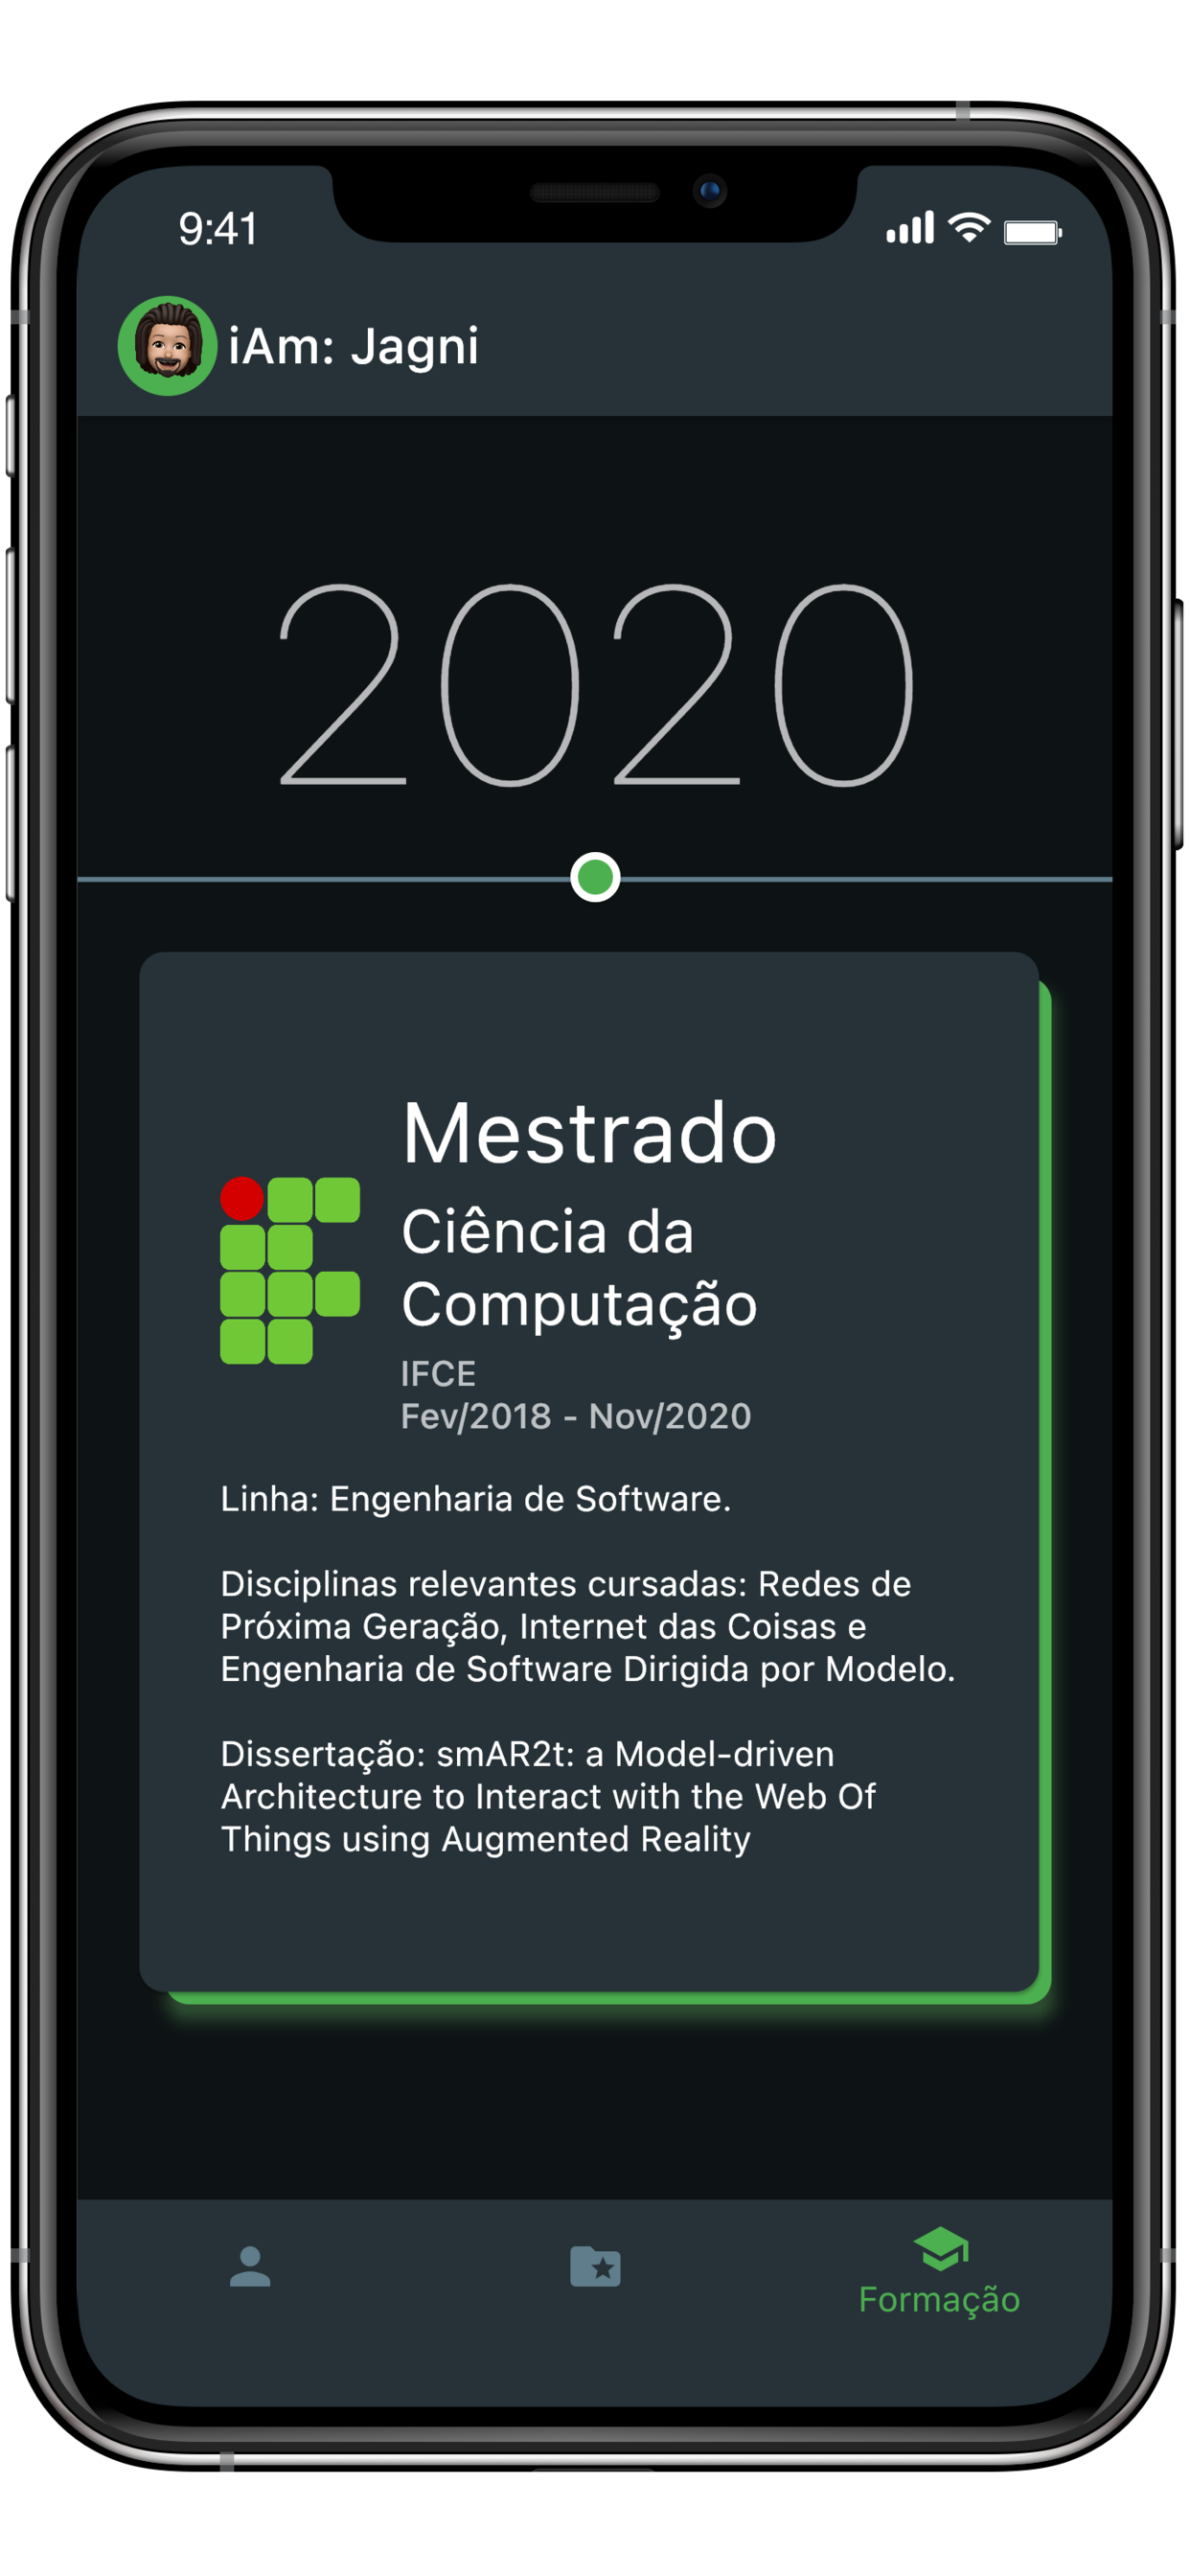 9:41
iAm: Jagni
2020
Mestrado
Ciência da
Computação
IFCE
Fev/2018 - Nov/2020
Linha: Engenharia de Software.
Disciplinas relevantes cursadas: Redes de
Próxima Geração, Internet das Coisas e
Engenharia de Software Dirigida por Modelo.
Dissertação: smAR2t: a Model-driven
Architecture to Interact with the Web Of
Things using Augmented Reality
Formação